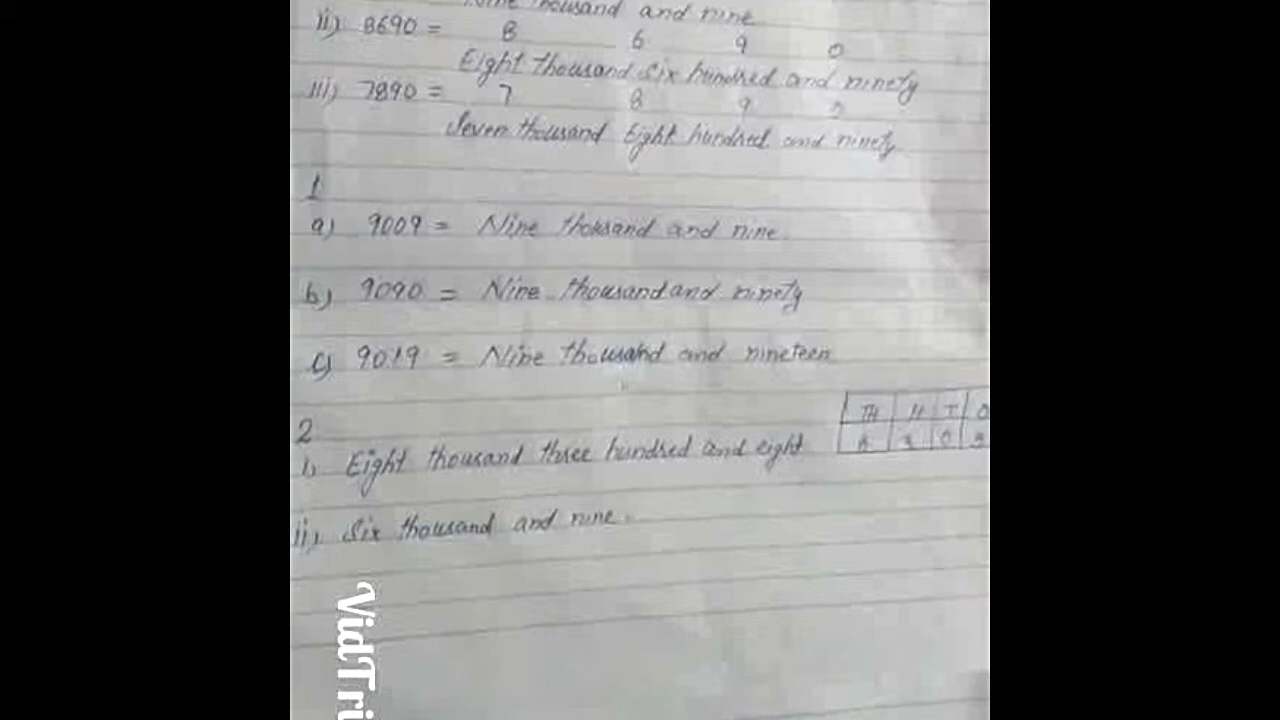 Nine thousand and nine
ii) 8690 = 8 6 9 0
Eight thousand six hundred and ninety
iii) 7890 = 7 8 9 0
Seven thousand Eight hundred and ninety
1
a) 9009 = Nine thousand and nine
b) 9090 = Nine thousand and ninety
c) 9019 = Nine thousand and nineteen
TH H T O
2
i) Eight thousand three hundred and eight
ii) Six thousand and nine.
VidTri